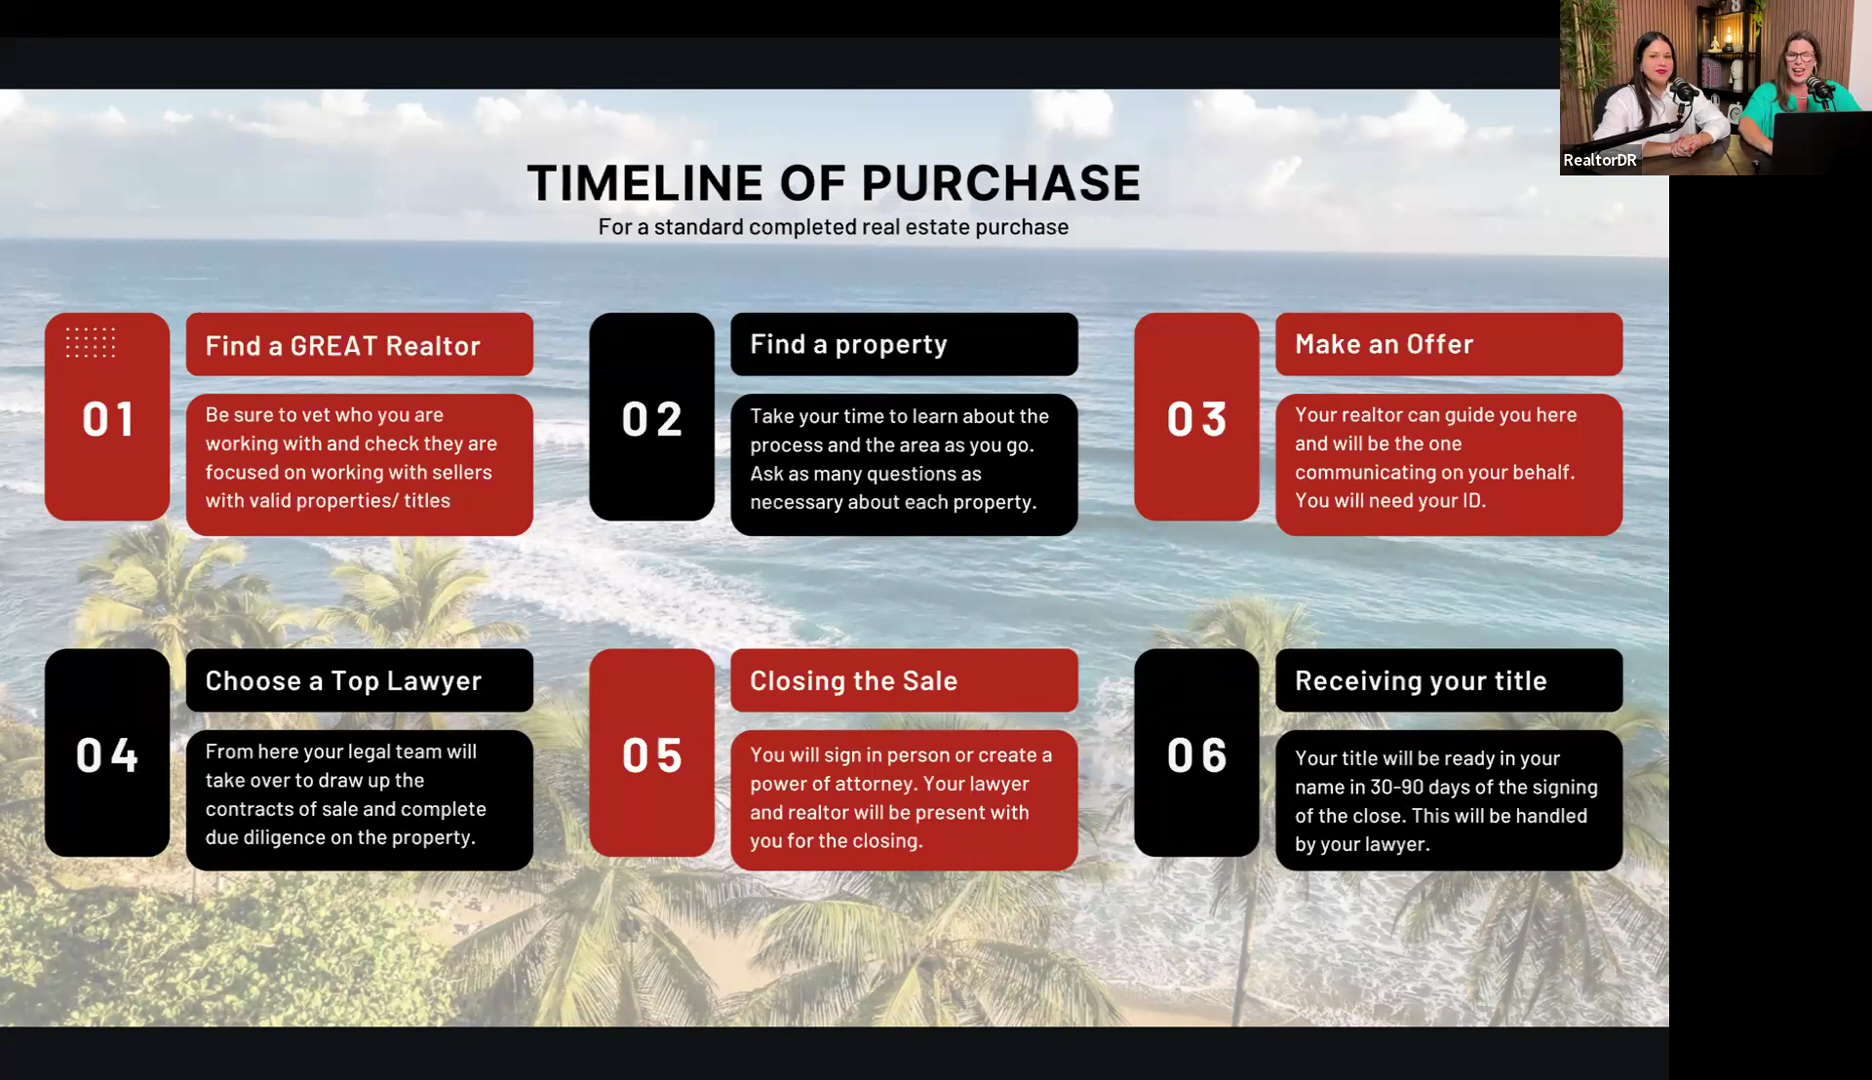 RealtorDR
TIMELINE OF PURCHASE
For a standard completed real estate purchase
01
Find a GREAT Realtor
Be sure to vet who you are
working with and check they are
focused on working with sellers
with valid properties/ titles
02
Find a property
Take your time to learn about the
process and the area as you go.
Ask as many questions as
necessary about each property.
03
Make an Offer
Your realtor can guide you here
and will be the one
communicating on your behalf.
You will need your ID.
04
Choose a Top Lawyer
From here your legal team will
take over to draw up the
contracts of sale and complete
due diligence on the property.
05
Closing the Sale
You will sign in person or create a
power of attorney. Your lawyer
and realtor will be present with
you for the closing.
06
Receiving your title
Your title will be ready in your
name in 30-90 days of the signing
of the close. This will be handled
by your lawyer.